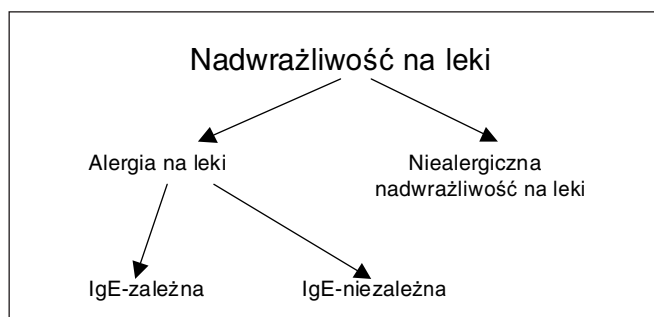 Nadwrażliwość na leki
Alergia na leki
Niealergiczna
nadwrażliwość na leki
IgE-zależna
IgE-niezależna